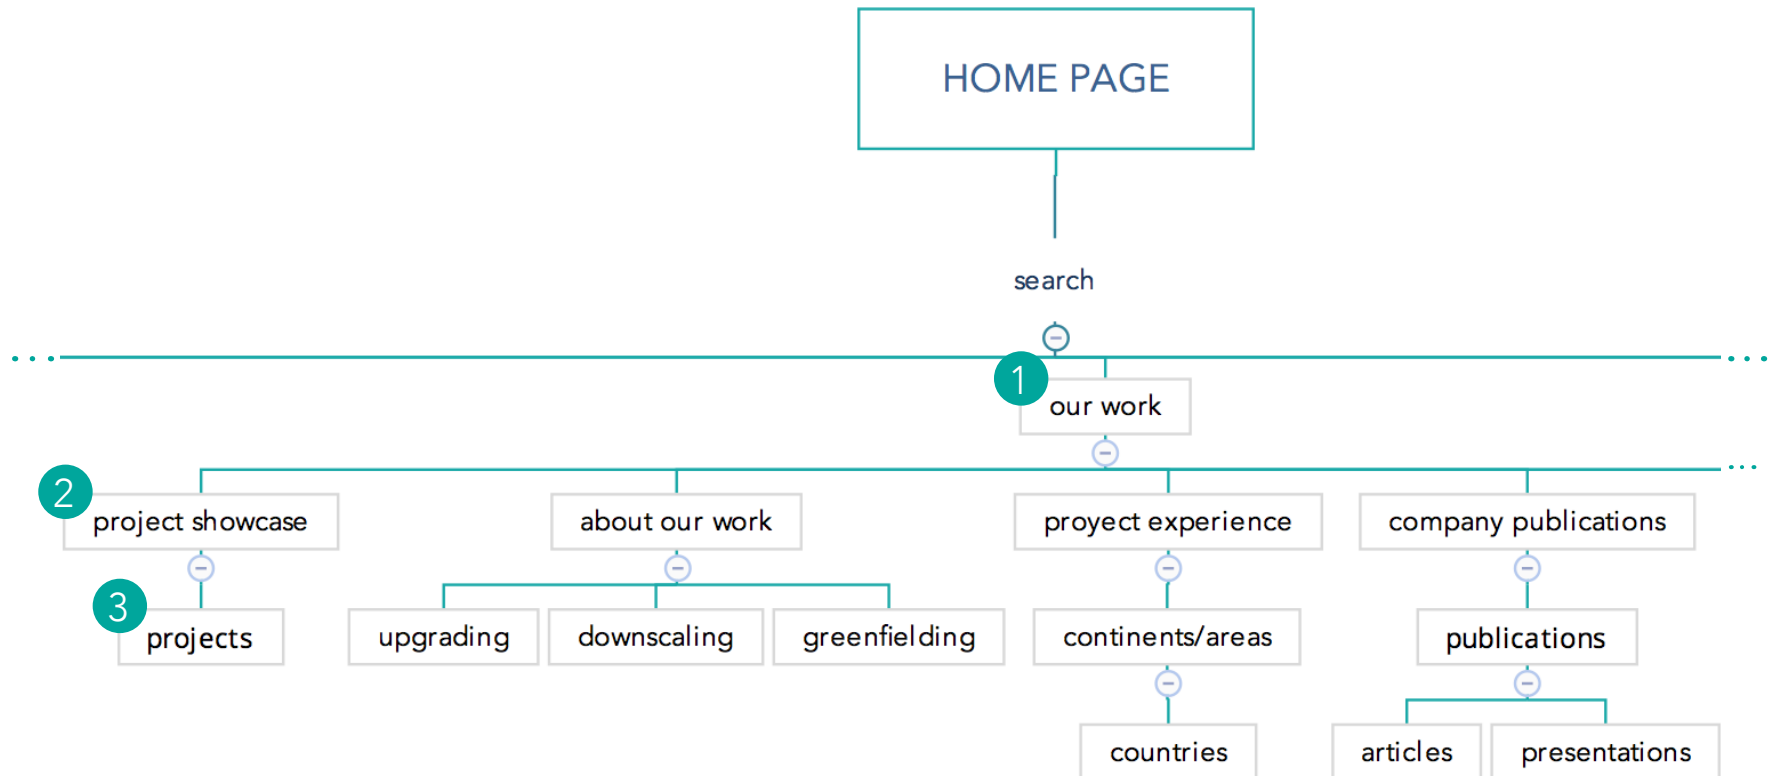 HOME PAGE
search
1
our work
2
project showcase
about our work
proyect experience
company publications
3
projects
upgrading
downscaling
greenfielding
continents/areas
publications
countries
articles
presentations